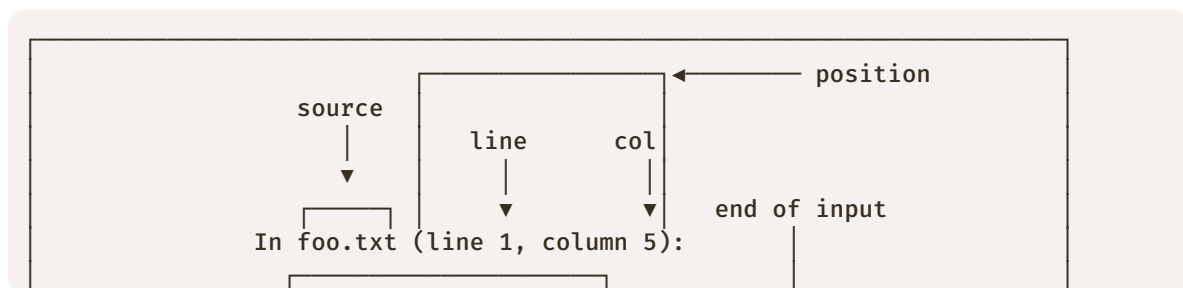 position
source
line col
end of input
In foo.txt (line 1, column 5):